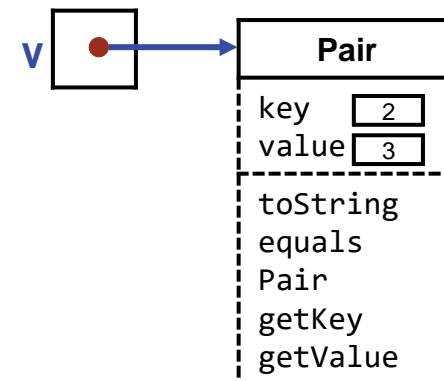 v
Pair
key 2
value 3
toString
equals
Pair
getKey
getValue